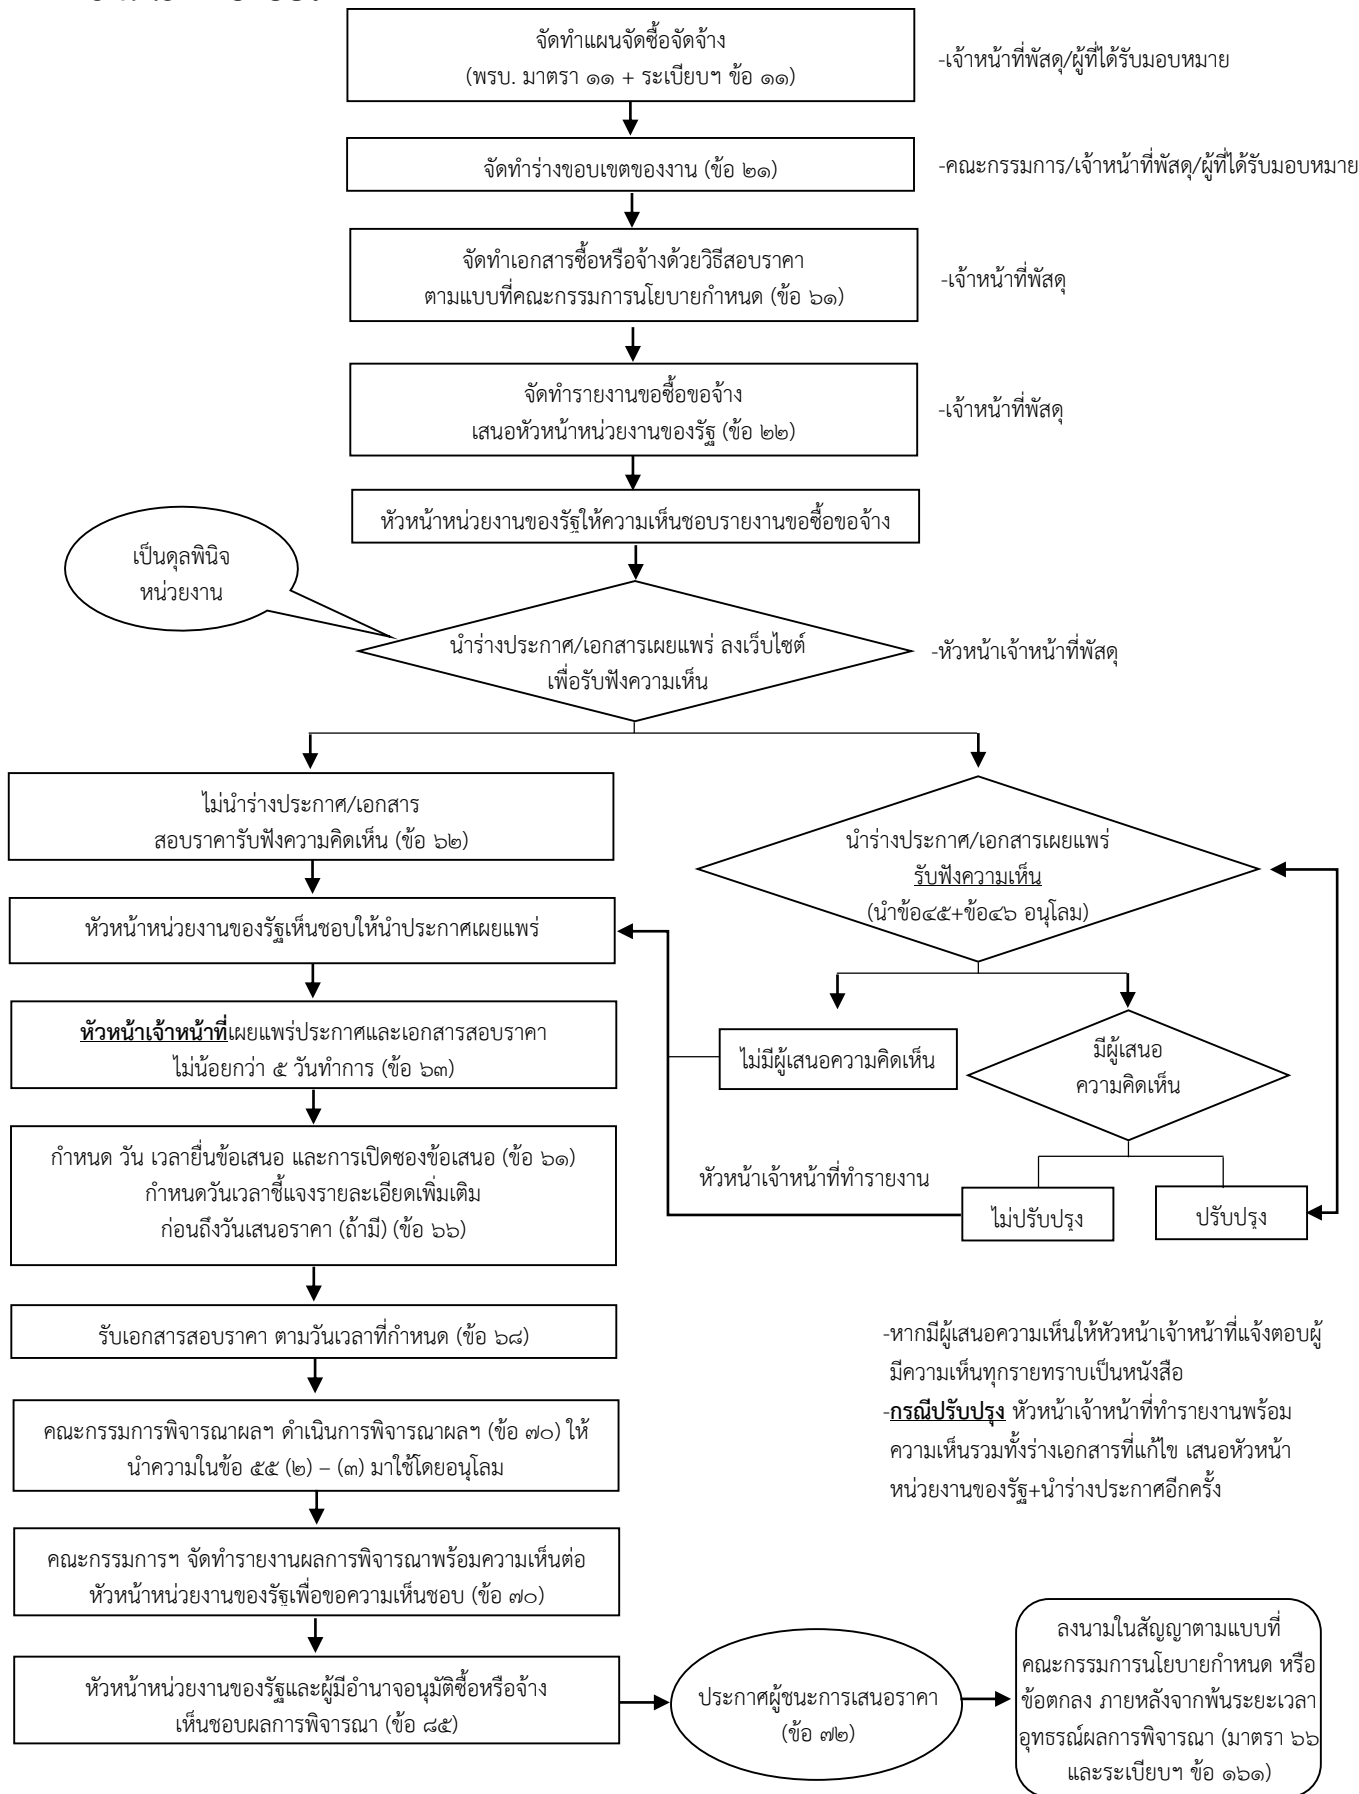 จัดทำแผนจัดซื้อจัดจ้าง
(พรบ. มาตรา ๑๑ + ระเบียบฯ ข้อ ๑๑)
-เจ้าหน้าที่พัสดุ/ผู้ที่ได้รับมอบหมาย
จัดทำร่างขอบเขตของงาน (ข้อ ๒๑)
-คณะกรรมการ/เจ้าหน้าที่พัสดุ/ผู้ที่ได้รับมอบหมาย
จัดทำเอกสารซื้อหรือจ้างด้วยวิธีสอบราคา
ตามแบบที่คณะกรรมการนโยบายกำหนด (ข้อ ๖๑)
-เจ้าหน้าที่พัสดุ
จัดทำรายงานขอซื้อขอจ้าง
เสนอหัวหน้าหน่วยงานของรัฐ (ข้อ ๒๒)
-เจ้าหน้าที่พัสดุ
หัวหน้าหน่วยงานของรัฐให้ความเห็นชอบรายงานขอซื้อขอจ้าง
เป็นดุลพินิจ
หน่วยงาน
นำร่างประกาศ/เอกสารเผยแพร่ ลงเว็บไซต์
เพื่อรับฟังความเห็น
-หัวหน้าเจ้าหน้าที่พัสดุ
ไม่นำร่างประกาศ/เอกสาร
สอบราคารับฟังความคิดเห็น (ข้อ ๖๒)
นำร่างประกาศ/เอกสารเผยแพร่
รับฟังความเห็น
(นำข้อ๔๕+ข้อ๔๖ อนุโลม)
หัวหน้าหน่วยงานของรัฐเห็นชอบให้นำประกาศเผยแพร่
หัวหน้าเจ้าหน้าที่เผยแพร่ประกาศและเอกสารสอบราคา
ไม่น้อยกว่า ๕ วันทำการ (ข้อ ๖๓)
ไม่มีผู้เสนอความคิดเห็น
มีผู้เสนอ
ความคิดเห็น
กำหนด วัน เวลายื่นข้อเสนอ และการเปิดซองข้อเสนอ (ข้อ ๖๑)
กำหนดวันเวลาชี้แจงรายละเอียดเพิ่มเติม
ก่อนถึงวันเสนอราคา (ถ้ามี) (ข้อ ๖๖)
หัวหน้าเจ้าหน้าที่ทำรายงาน
ไม่ปรับปรุง
ปรับปรุง
รับเอกสารสอบราคา ตามวันเวลาที่กำหนด (ข้อ ๖๘)
-หากมีผู้เสนอความเห็นให้หัวหน้าเจ้าหน้าที่แจ้งตอบผู้
มีความเห็นทุกรายทราบเป็นหนังสือ
-กรณีปรับปรุง หัวหน้าเจ้าหน้าที่ทำรายงานพร้อม
ความเห็นรวมทั้งร่างเอกสารที่แก้ไข เสนอหัวหน้า
หน่วยงานของรัฐ+นำร่างประกาศอีกครั้ง
คณะกรรมการพิจารณาผลฯ ดำเนินการพิจารณาผลฯ (ข้อ ๗๐) ให้
นำความในข้อ ๕๕ (๒) – (๓) มาใช้โดยอนุโลม
คณะกรรมการฯ จัดทำรายงานผลการพิจารณาพร้อมความเห็นต่อ
หัวหน้าหน่วยงานของรัฐเพื่อขอความเห็นชอบ (ข้อ ๗๐)
หัวหน้าหน่วยงานของรัฐและผู้มีอำนาจอนุมัติซื้อหรือจ้าง
เห็นชอบผลการพิจารณา (ข้อ ๘๕)
ประกาศผู้ชนะการเสนอราคา
(ข้อ ๗๒)
ลงนามในสัญญาตามแบบที่
คณะกรรมการนโยบายกำหนด หรือ
ข้อตกลง ภายหลังจากพ้นระยะเวลา
อุทธรณ์ผลการพิจารณา (มาตรา ๖๖
และระเบียบฯ ข้อ ๑๖๑)